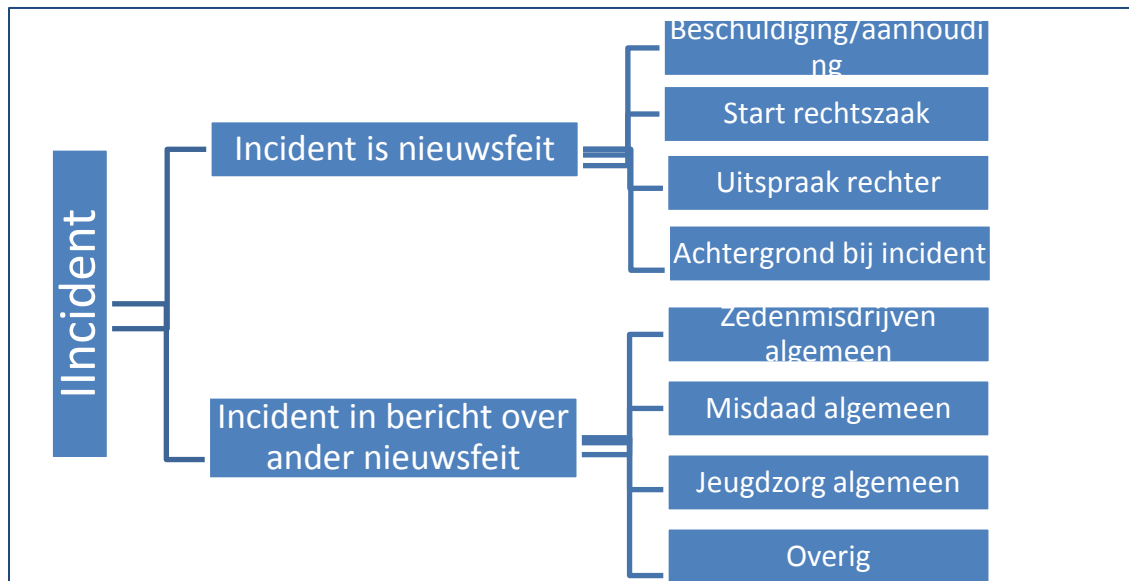 IIncident
Incident is nieuwsfeit
Beschuldiging/aanhoudi
ng
Start rechtszaak
Uitspraak rechter
Achtergrond bij incident
Incident in bericht over
ander nieuwsfeit
Zedenmisdrijven
algemeen
Misdaad algemeen
Jeugdzorg algemeen
Overig